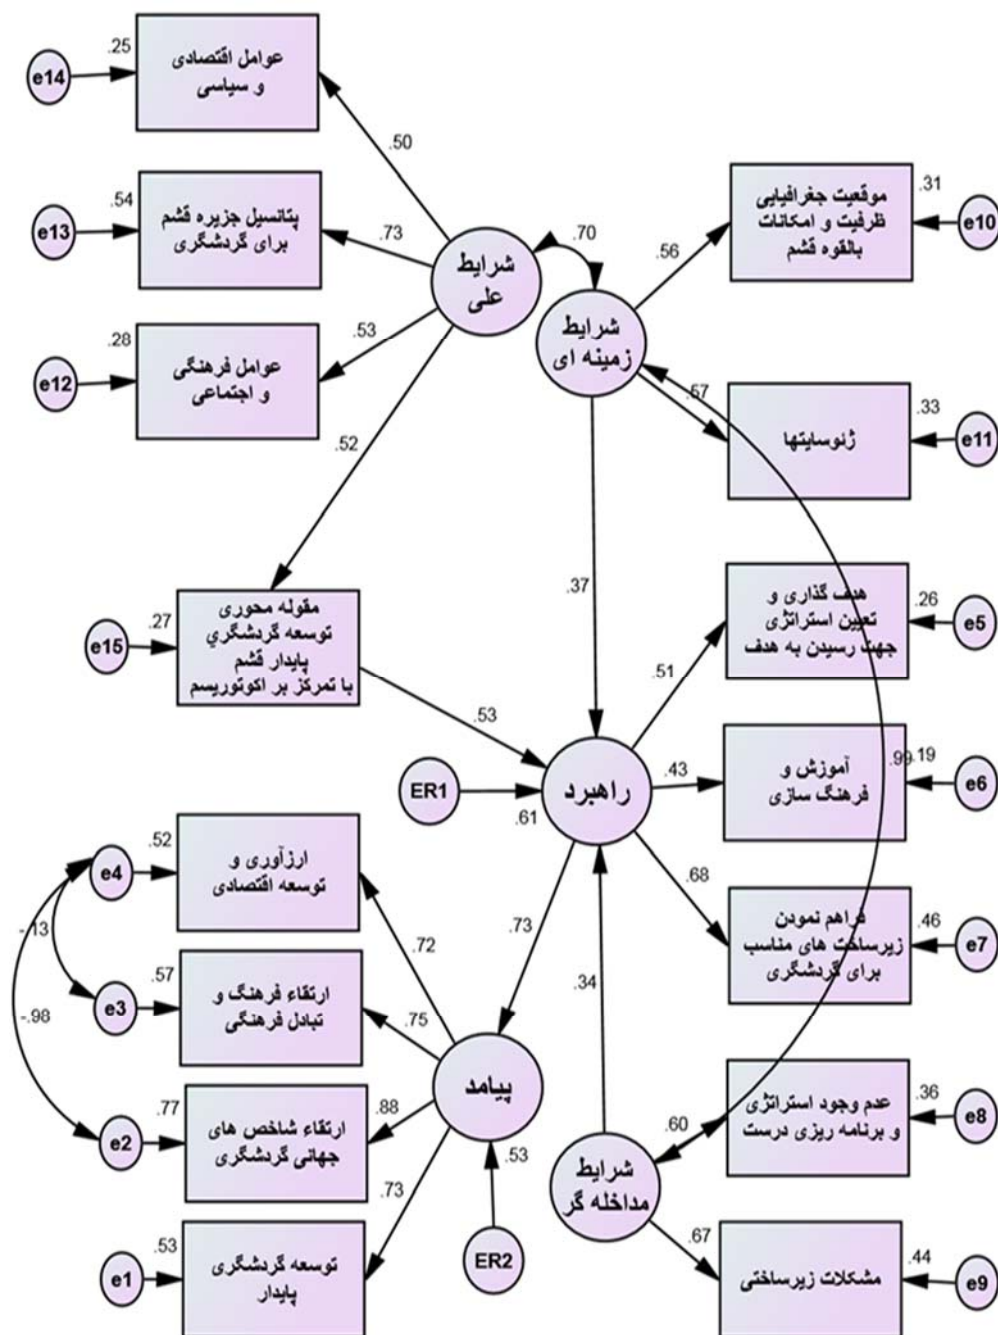 .25
e14
عوامل اقتصادی
و سیاسی
.50
.54
e13
پتانسیل جزیره قشم
برای گردشگری
.73
شرایط
علی
.70
شرایط
زمینه ای
.56
موقعیت جغرافیایی
ظرفیت و امکانات
بالقوه قشم
.31
e10
.28
e12
عوامل فرهنگی
و اجتماعی
.53
.52
.57
ژئوسایتها
.33
e11
.37
هدف گذاری و
تعیین استراتژی
جهت رسیدن به هدف
.26
e5
.51
.27
e15
مقوله محوری
توسعه گردشگري
پایدار قشم
با تمرکز بر اکوتوریسم
.53
ER1
.61
راهبرد
.43
آموزش و
فرهنگ سازی
.99
.19
e6
.68
فراهم نمودن
زیرساخت های مناسب
برای گردشگری
.46
e7
e4
.52
ارزآوری و
توسعه اقتصادی
.72
.73
.34
-.13
e3
.57
ارتقاء فرهنگ و
تبادل فرهنگی
.75
-.98
پیامد
e2
.77
ارتقاء شاخص های
جهانی گردشگری
.88
.60
عدم وجود استراتژی
و برنامه ریزی درست
.36
e8
.53
ER2
شرایط
مداخله گر
e1
.53
توسعه گردشگری
پایدار
.73
.67
مشکلات زیرساختی
.44
e9